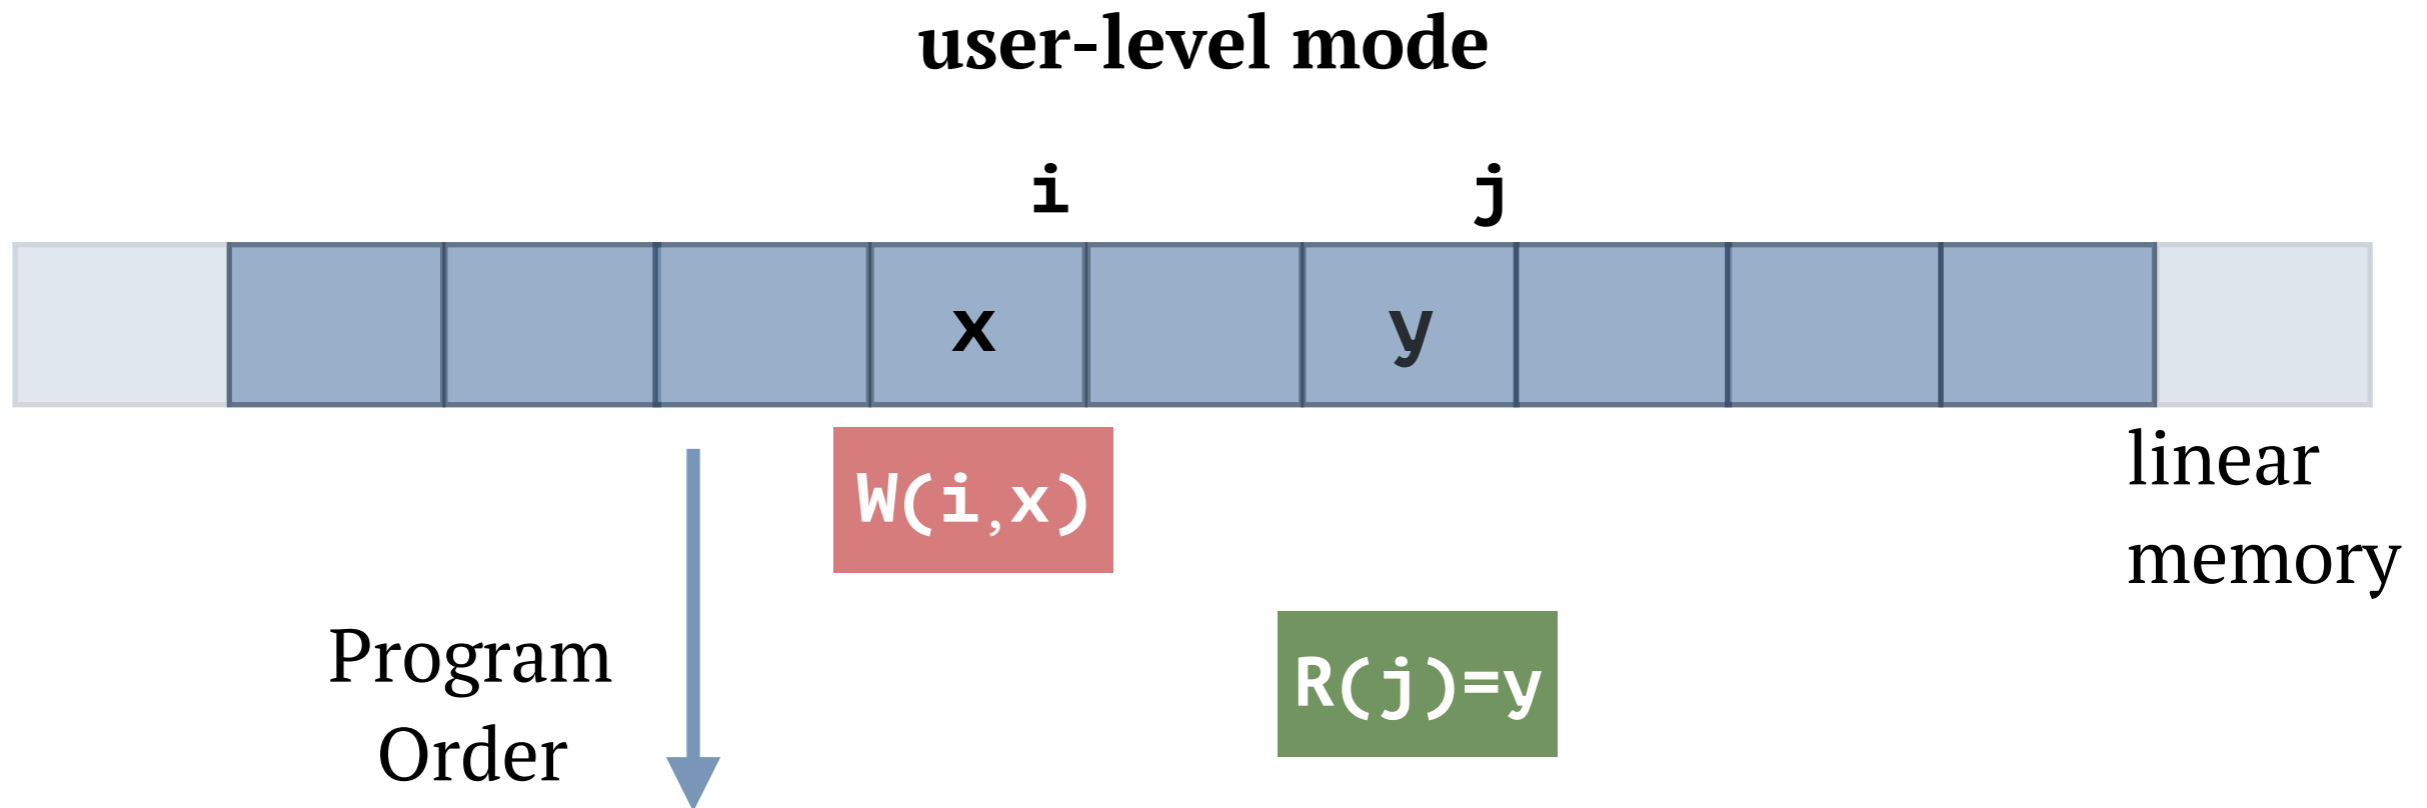 user-level mode
i
j
x
y
W(i,x)
linear
memory
R(j)=y
Program
Order